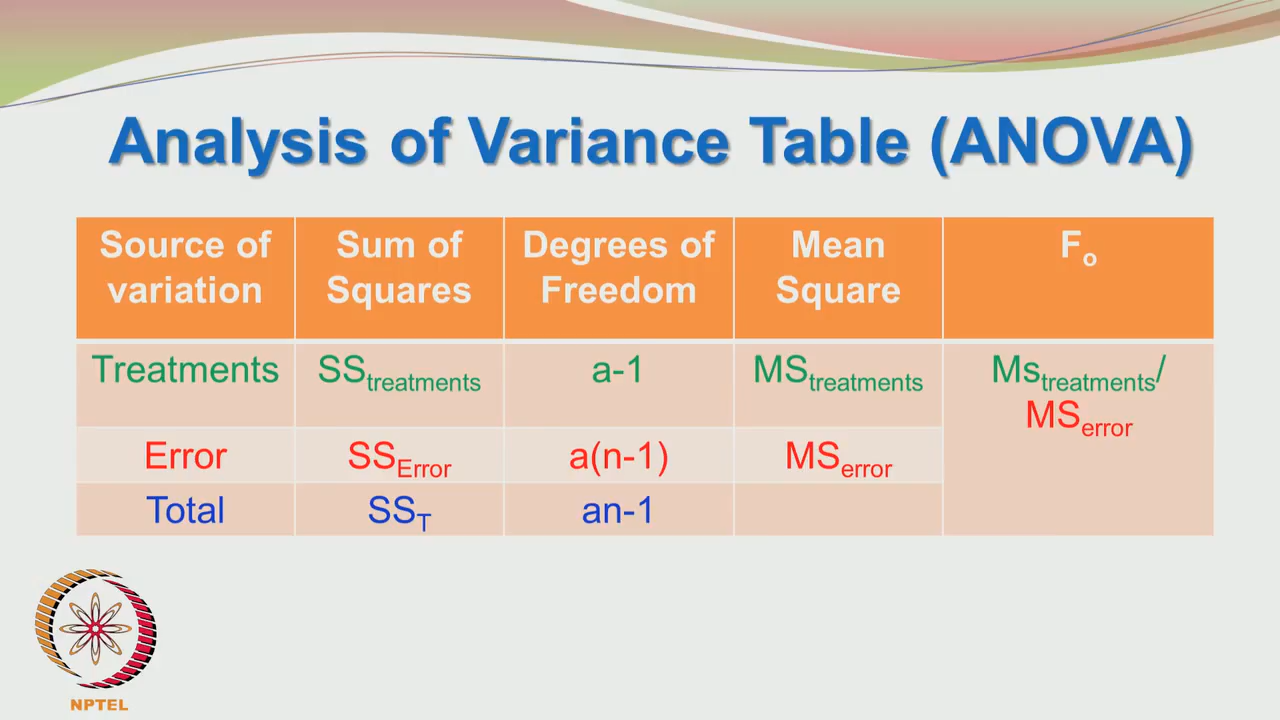 Analysis of Variance Table (ANOVA)
Source of variation Sum of Squares Degrees of Freedom Mean Square Fo
Treatments SStreatments a-1 MStreatments Mstreatments/ MSerror
Error SSError a(n-1) MSerror
Total SST an-1
NPTEL